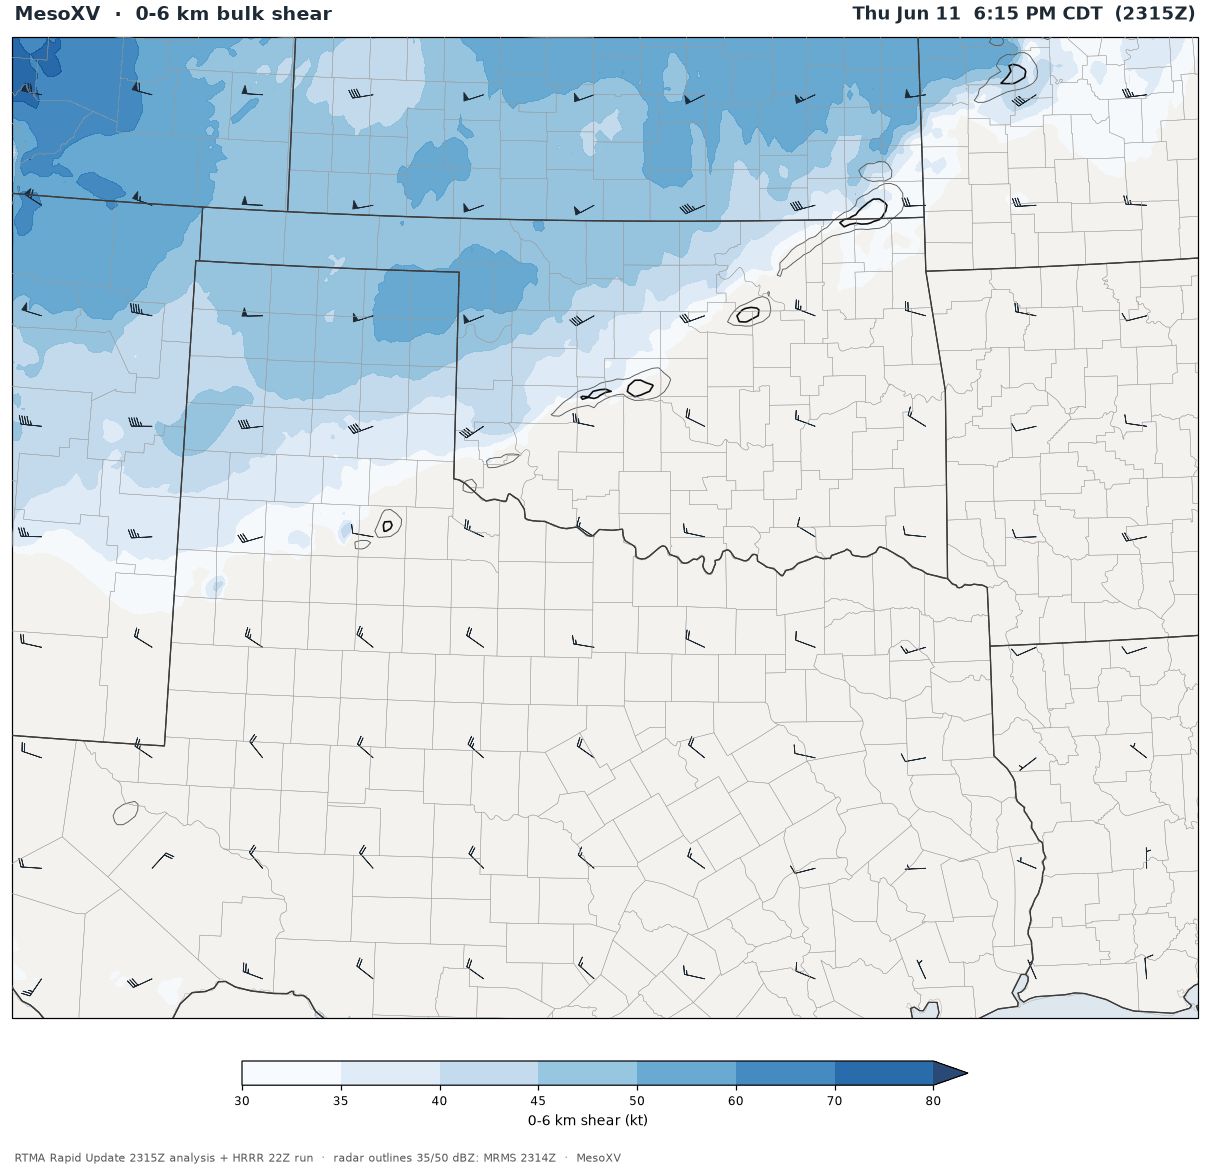 MesoXV · 0-6 km bulk shear
Thu Jun 11 6:15 PM CDT (2315Z)
30 35 40 45 50 60 70 80
0-6 km shear (kt)
RTMA Rapid Update 2315Z analysis + HRRR 22Z run · radar outlines 35/50 dBZ: MRMS 2314Z · MesoXV